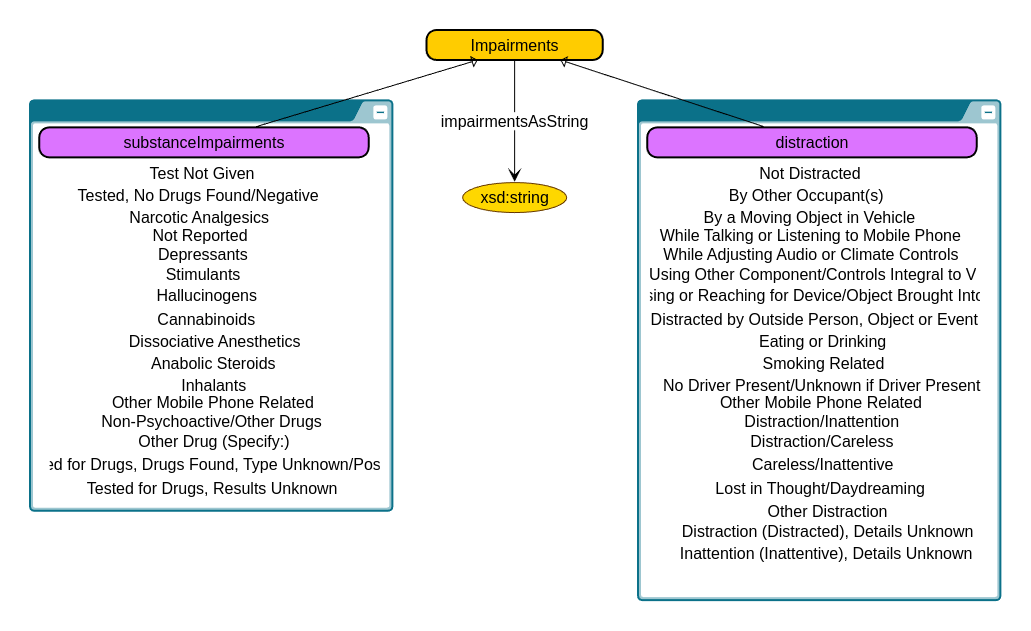 Impairments
impairmentsAsString
xsd:string
substanceImpairments
Test Not Given
Tested, No Drugs Found/Negative
Narcotic Analgesics
Not Reported
Depressants
Stimulants
Hallucinogens
Cannabinoids
Dissociative Anesthetics
Anabolic Steroids
Inhalants
Other Mobile Phone Related
Non-Psychoactive/Other Drugs
Other Drug (Specify:)
for Drugs, Drugs Found, Type Unknown/Pos
Tested for Drugs, Results Unknown
distraction
Not Distracted
By Other Occupant(s)
By a Moving Object in Vehicle
While Talking or Listening to Mobile Phone
While Adjusting Audio or Climate Controls
Using Other Component/Controls Integral to V
or Reaching for Device/Object Brought Into
Distracted by Outside Person, Object or Event
Eating or Drinking
Smoking Related
No Driver Present/Unknown if Driver Present
Other Mobile Phone Related
Distraction/Inattention
Distraction/Careless
Careless/Inattentive
Lost in Thought/Daydreaming
Other Distraction
Distraction (Distracted), Details Unknown
Inattention (Inattentive), Details Unknown